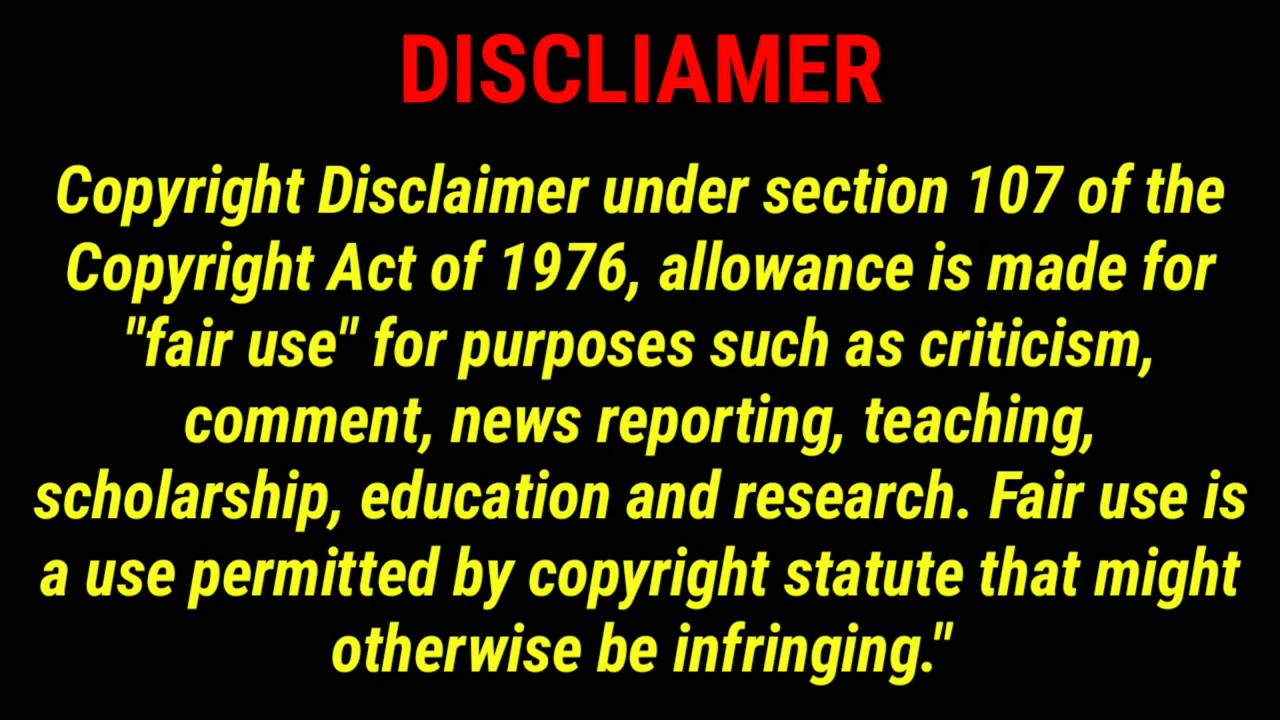 DISCLIAMER
Copyright Disclaimer under section 107 of the
Copyright Act of 1976, allowance is made for
"fair use" for purposes such as criticism,
comment, news reporting, teaching,
scholarship, education and research. Fair use is
a use permitted by copyright statute that might
otherwise be infringing."